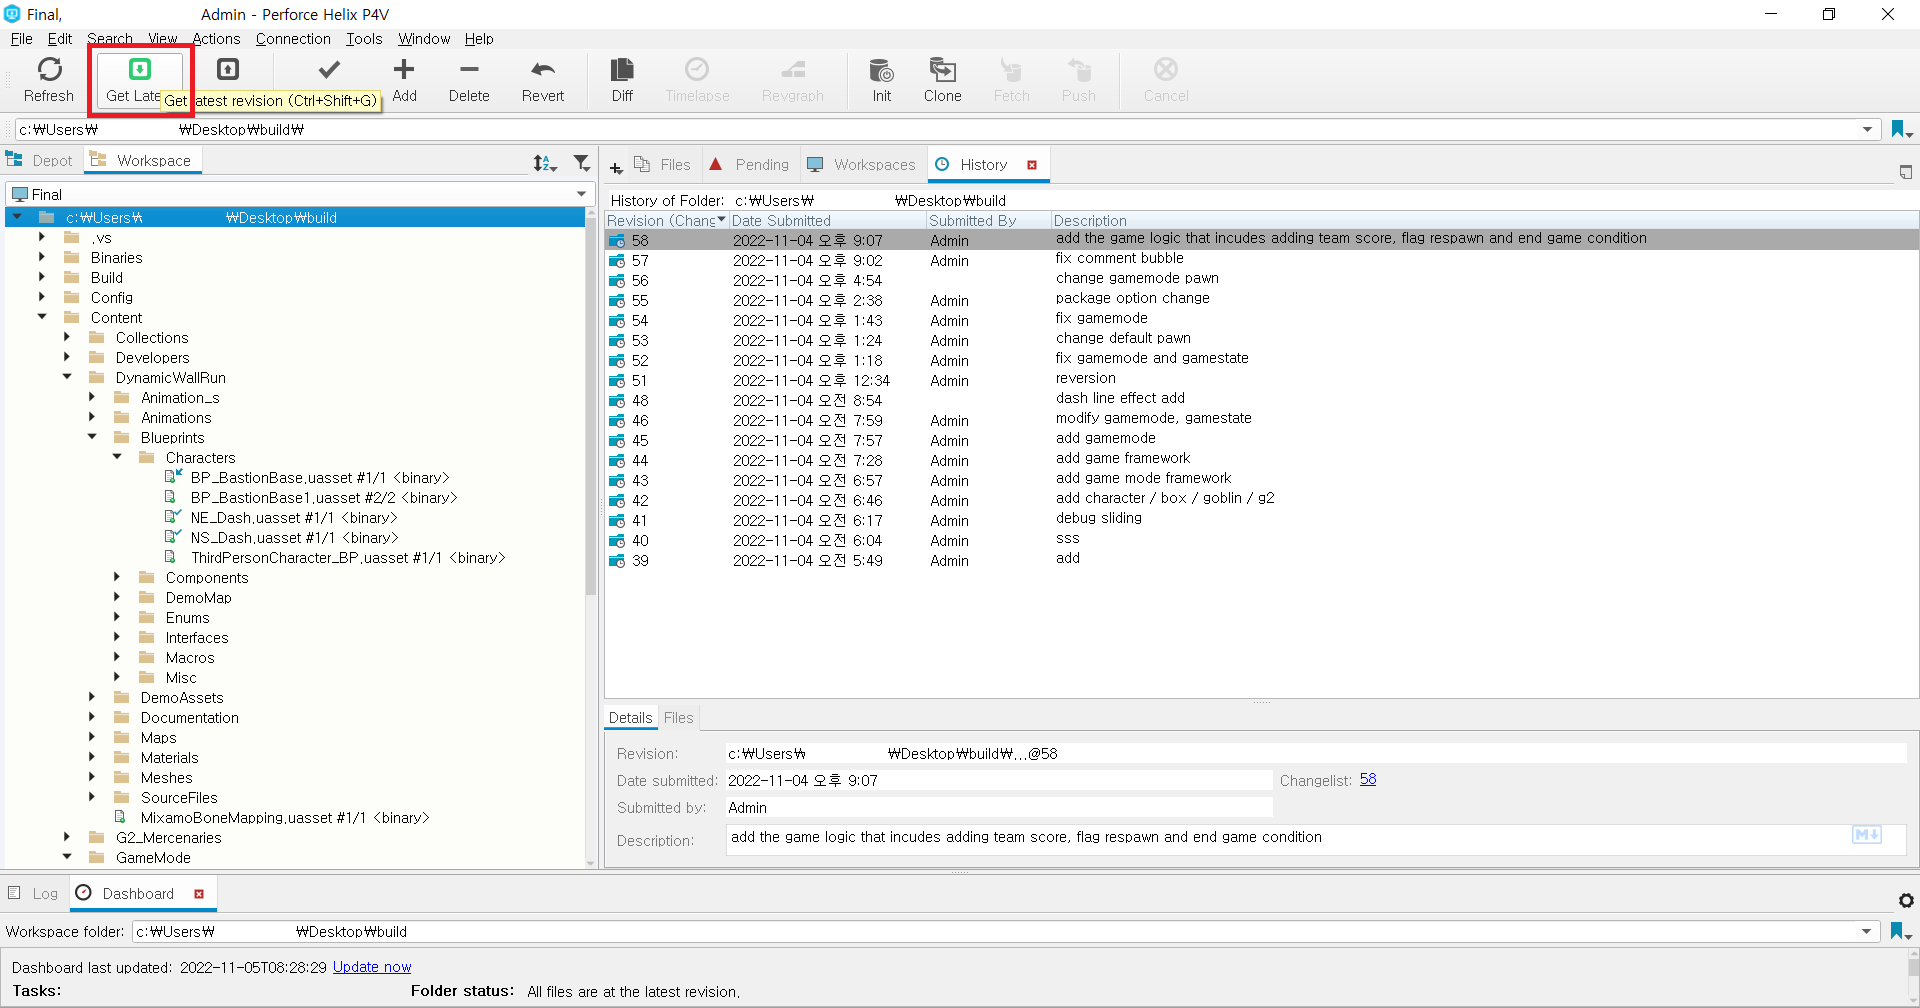 Final, Admin - Perforce Helix P4V
File Edit Search View Actions Connection Tools Window Help
Refresh Get Late Add Delete Revert Diff Timelapse Revgraph Init Clone Fetch Push Cancel
Get latest revision (Ctrl+Shift+G)
c:₩Users₩ ₩Desktop₩build₩
Depot Workspace
Final
c:₩Users₩ ₩Desktop₩build
.vs
Binaries
Build
Config
Content
Collections
Developers
DynamicWallRun
Animation_s
Animations
Blueprints
Characters
BP_BastionBase.uasset #1/1 <binary>
BP_BastionBase1.uasset #2/2 <binary>
NE_Dash.uasset #1/1 <binary>
NS_Dash.uasset #1/1 <binary>
ThirdPersonCharacter_BP.uasset #1/1 <binary>
Components
DemoMap
Enums
Interfaces
Macros
Misc
DemoAssets
Documentation
Maps
Materials
Meshes
SourceFiles
MixamoBoneMapping.uasset #1/1 <binary>
G2_Mercenaries
GameMode
Files Pending Workspaces History
History of Folder: c:₩Users₩ ₩Desktop₩build
Revision (Chang Date Submitted Submitted By Description
58 2022-11-04 오후 9:07 Admin add the game logic that incudes adding team score, flag respawn and end game condition
57 2022-11-04 오후 9:02 Admin fix comment bubble
56 2022-11-04 오후 4:54 change gamemode pawn
55 2022-11-04 오후 2:38 Admin package option change
54 2022-11-04 오후 1:43 Admin fix gamemode
53 2022-11-04 오후 1:24 Admin change default pawn
52 2022-11-04 오후 1:18 Admin fix gamemode and gamestate
51 2022-11-04 오후 12:34 Admin reversion
48 2022-11-04 오전 8:54 dash line effect add
46 2022-11-04 오전 7:59 Admin modify gamemode, gamestate
45 2022-11-04 오전 7:57 Admin add gamemode
44 2022-11-04 오전 7:28 Admin add game framework
43 2022-11-04 오전 6:57 Admin add game mode framework
42 2022-11-04 오전 6:46 Admin add character / box / goblin / g2
41 2022-11-04 오전 6:17 Admin debug sliding
40 2022-11-04 오전 6:04 Admin sss
39 2022-11-04 오전 5:49 Admin add
Details Files
Revision: c:₩Users₩ ₩Desktop₩build₩...@58
Date submitted: 2022-11-04 오후 9:07 Changelist: 58
Submitted by: Admin
Description: add the game logic that incudes adding team score, flag respawn and end game condition
M
Log Dashboard
Workspace folder: c:₩Users₩ ₩Desktop₩build
Dashboard last updated: 2022-11-05T08:28:29 Update now
Tasks: Folder status: All files are at the latest revision.